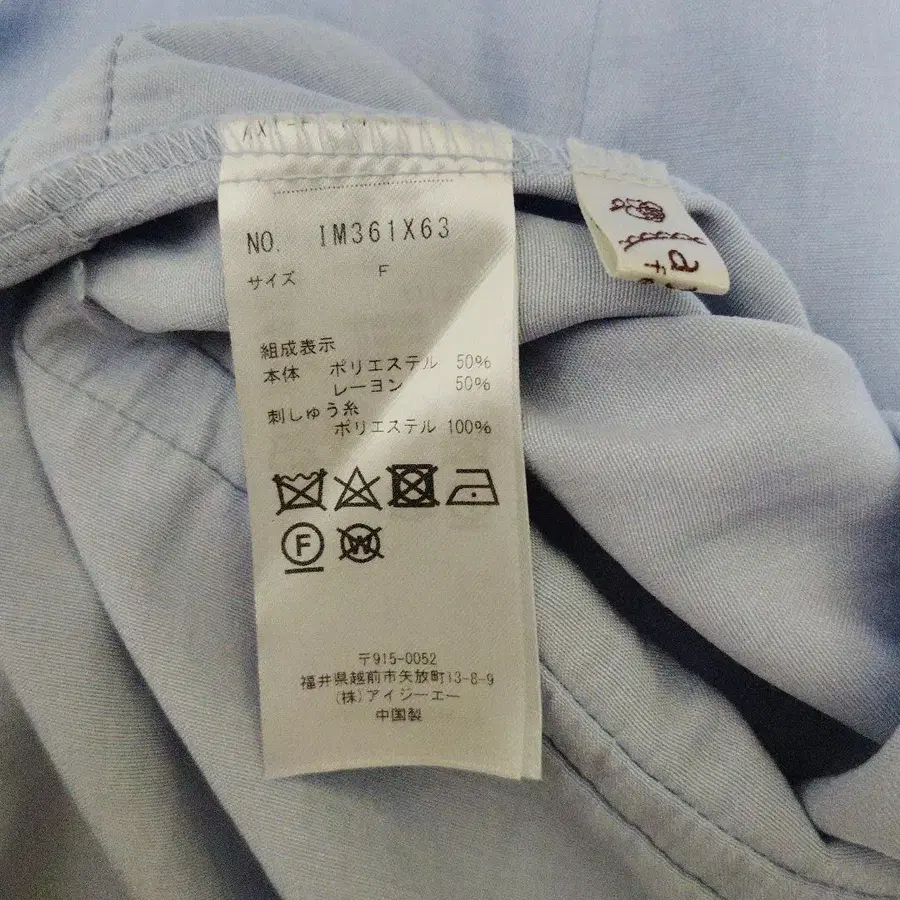 NO. IM361X63
サイズ F
組成表示
本体 ポリエステル 50%
レーヨン 50%
刺しゅう糸
ポリエステル 100%
F
W
〒915-0052
福井県越前市矢放町13-8-9
(株)アイジーエー
中国製